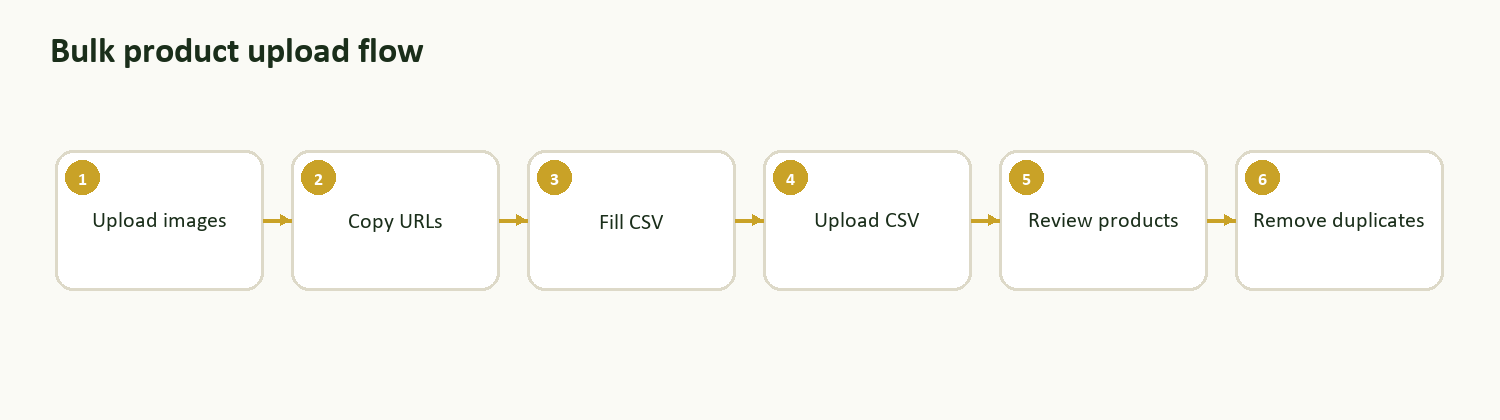 Bulk product upload flow
1
Upload images
2
Copy URLs
3
Fill CSV
4
Upload CSV
5
Review products
6
Remove duplicates